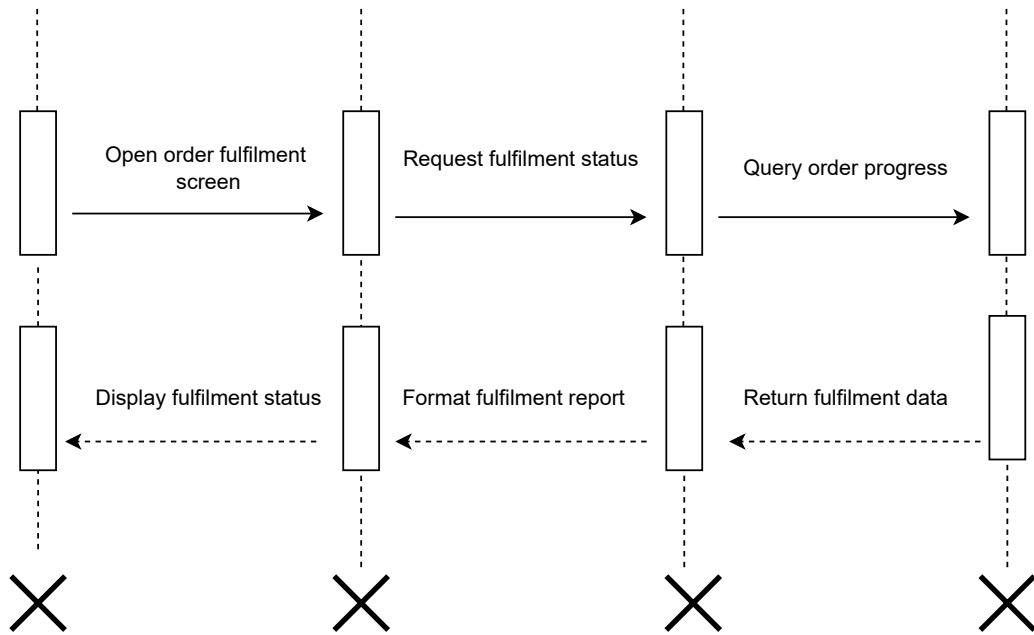 Open order fulfilment
screen
Request fulfilment status
Query order progress
Display fulfilment status
Format fulfilment report
Return fulfilment data